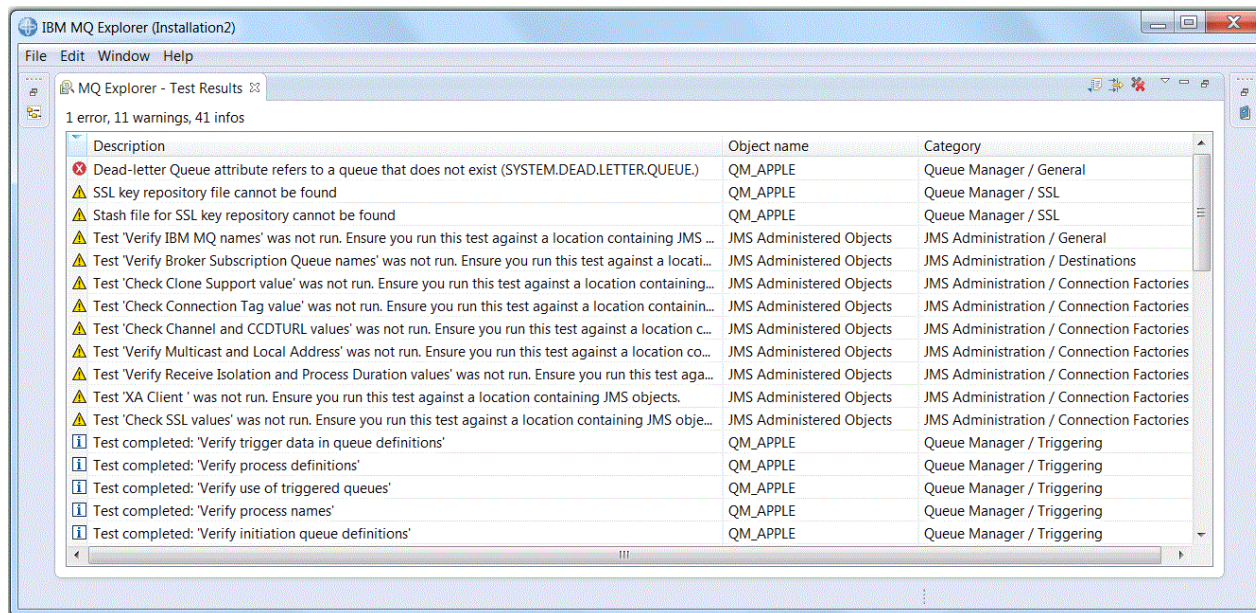 IBM MQ Explorer (Installation2)
File Edit Window Help
MQ Explorer - Test Results
1 error, 11 warnings, 41 infos
Description Object name Category
Dead-letter Queue attribute refers to a queue that does not exist (SYSTEM.DEAD.LETTER.QUEUE.) QM_APPLE Queue Manager / General
SSL key repository file cannot be found QM_APPLE Queue Manager / SSL
Stash file for SSL key repository cannot be found QM_APPLE Queue Manager / SSL
Test 'Verify IBM MQ names' was not run. Ensure you run this test against a location containing JMS ... JMS Administered Objects JMS Administration / General
Test 'Verify Broker Subscription Queue names' was not run. Ensure you run this test against a locati... JMS Administered Objects JMS Administration / Destinations
Test 'Check Clone Support value' was not run. Ensure you run this test against a location containing... JMS Administered Objects JMS Administration / Connection Factories
Test 'Check Connection Tag value' was not run. Ensure you run this test against a location containin... JMS Administered Objects JMS Administration / Connection Factories
Test 'Check Channel and CCDTURL values' was not run. Ensure you run this test against a location c... JMS Administered Objects JMS Administration / Connection Factories
Test 'Verify Multicast and Local Address' was not run. Ensure you run this test against a location co... JMS Administered Objects JMS Administration / Connection Factories
Test 'Verify Receive Isolation and Process Duration values' was not run. Ensure you run this test aga... JMS Administered Objects JMS Administration / Connection Factories
Test 'XA Client ' was not run. Ensure you run this test against a location containing JMS objects. JMS Administered Objects JMS Administration / Connection Factories
Test 'Check SSL values' was not run. Ensure you run this test against a location containing JMS obje... JMS Administered Objects JMS Administration / Connection Factories
Test completed: 'Verify trigger data in queue definitions' QM_APPLE Queue Manager / Triggering
Test completed: 'Verify process definitions' QM_APPLE Queue Manager / Triggering
Test completed: 'Verify use of triggered queues' QM_APPLE Queue Manager / Triggering
Test completed: 'Verify process names' QM_APPLE Queue Manager / Triggering
Test completed: 'Verify initiation queue definitions' QM_APPLE Queue Manager / Triggering